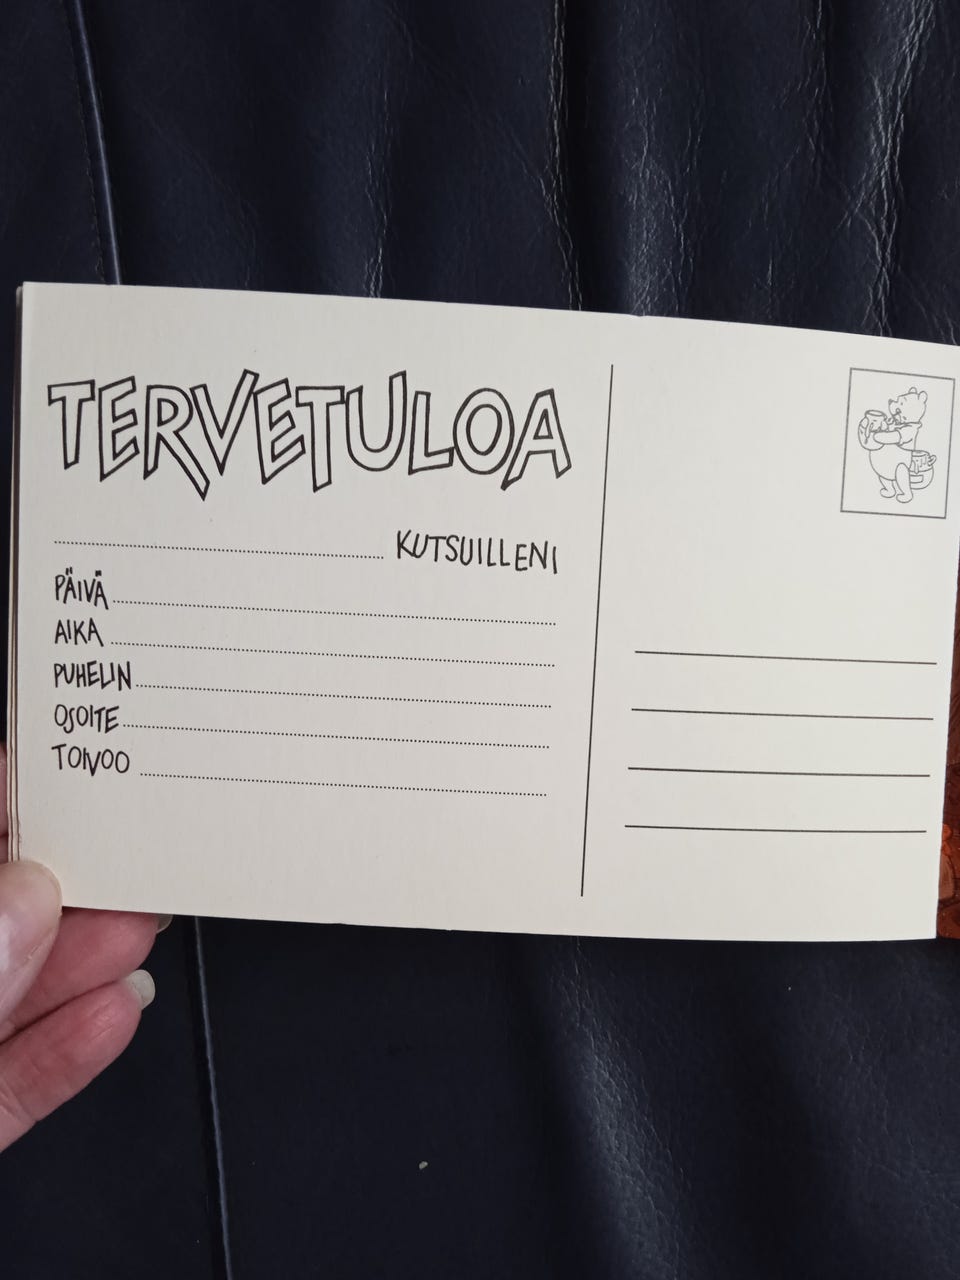 TERVETULOA
KUTSUILLENI
PÄIVÄ
AIKA
PUHELIN
OSOITE
TOIVOO